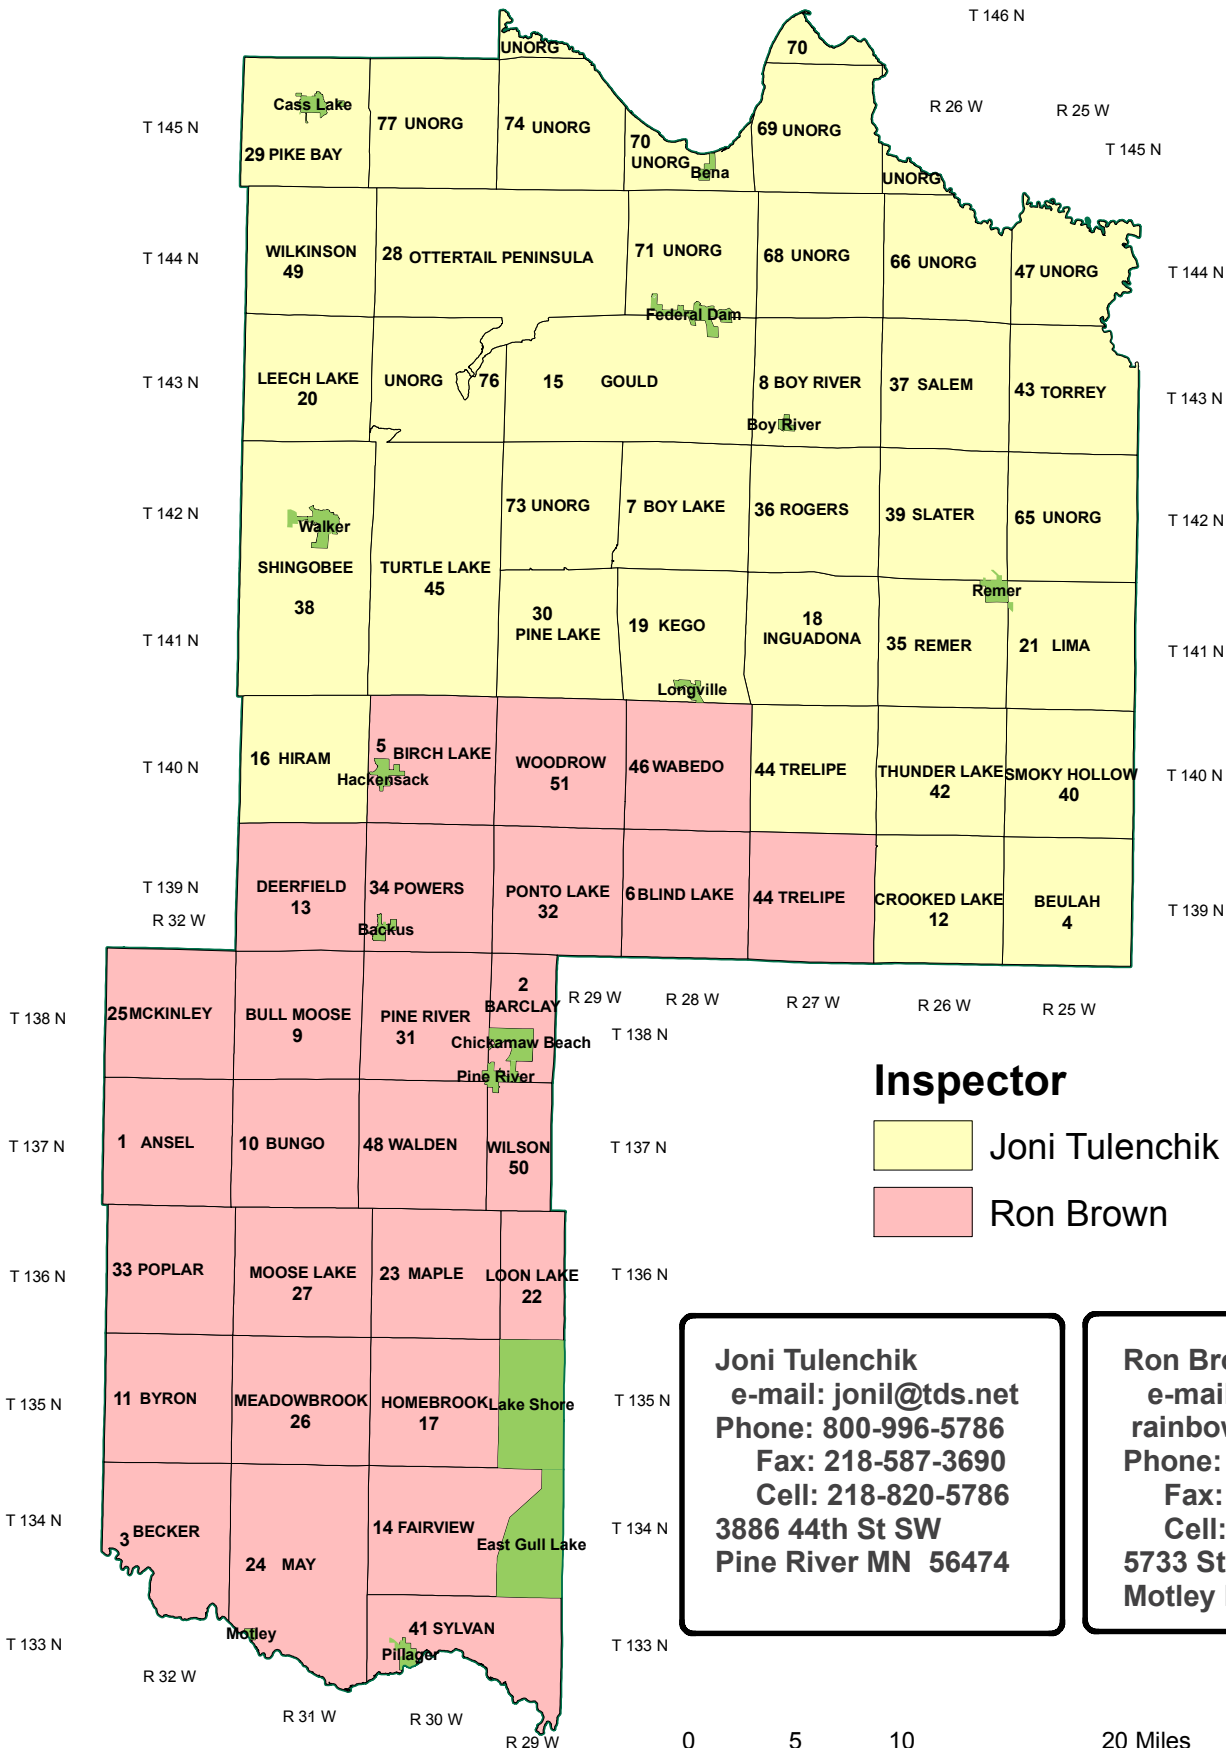 T 146 N
UNORG
70
Cass Lake
R 26 W
R 25 W
T 145 N
77 UNORG
74 UNORG
69 UNORG
70
UNORG
T 145 N
29 PIKE BAY
Bena
UNORG
T 144 N
WILKINSON
49
28 OTTERTAIL PENINSULA
71 UNORG
68 UNORG
66 UNORG
47 UNORG
T 144 N
Federal Dam
T 143 N
LEECH LAKE
20
UNORG 76
15 GOULD
8 BOY RIVER
37 SALEM
43 TORREY
T 143 N
Boy River
T 142 N
Walker
73 UNORG
7 BOY LAKE
36 ROGERS
39 SLATER
65 UNORG
T 142 N
SHINGOBEE
38
TURTLE LAKE
45
Remer
T 141 N
30
PINE LAKE
19 KEGO
18
INGUADONA
35 REMER
21 LIMA
T 141 N
Longville
T 140 N
16 HIRAM
5 BIRCH LAKE
Hackensack
WOODROW
51
46 WABEDO
44 TRELIPE
THUNDER LAKE
42
SMOKY HOLLOW
40
T 140 N
T 139 N
R 32 W
DEERFIELD
13
34 POWERS
Backus
PONTO LAKE
32
6 BLIND LAKE
44 TRELIPE
CROOKED LAKE
12
BEULAH
4
T 139 N
T 138 N
25 MCKINLEY
BULL MOOSE
9
PINE RIVER
31
2
BARCLAY
R 29 W
R 28 W
R 27 W
R 26 W
R 25 W
T 138 N
Chickamaw Beach
Pine River
T 137 N
1 ANSEL
10 BUNGO
48 WALDEN
WILSON
50
T 137 N
Inspector
Joni Tulenchik
Ron Brown
T 136 N
33 POPLAR
MOOSE LAKE
27
23 MAPLE
LOON LAKE
22
T 136 N
T 135 N
11 BYRON
MEADOWBROOK
26
HOMEBROOK
17
Lake Shore
T 135 N
T 134 N
3 BECKER
24 MAY
14 FAIRVIEW
East Gull Lake
T 134 N
T 133 N
Motley
41 SYLVAN
Pillager
T 133 N
R 32 W
R 31 W
R 30 W
R 29 W
Joni Tulenchik
e-mail: jonil@tds.net
Phone: 800-996-5786
Fax: 218-587-3690
Cell: 218-820-5786
3886 44th St SW
Pine River MN 56474
Ron Bro
e-mail
rainbow
Phone:
Fax:
Cell:
5733 St
Motley
0 5 10 20 Miles